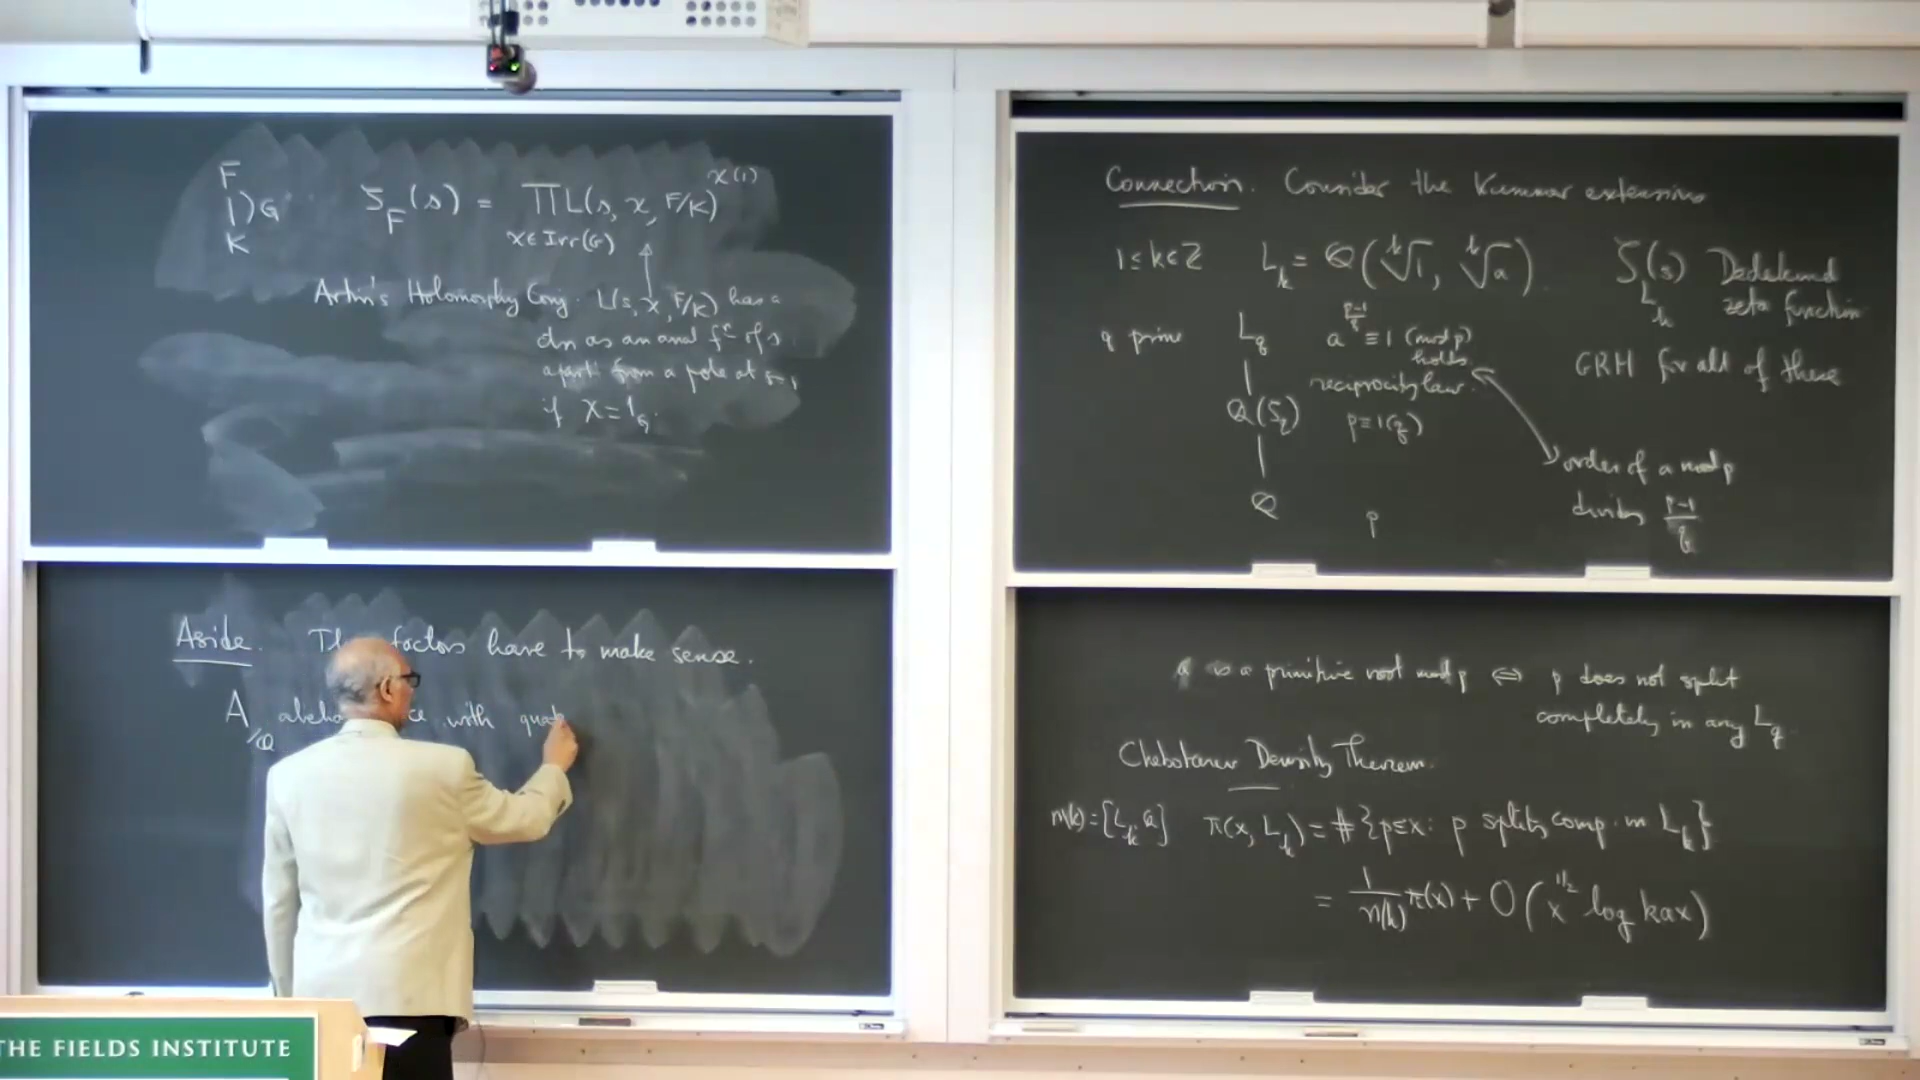 F
|)G
K
ζ_F(s) = ∏ L(s, χ, F/K)^χ(1)
χ∈Irr(G)
Artin's Holomorphy Conj. L(s, χ, F/K) has a
as an anal fⁿ of s
apart from a pole at s=1
if χ = 1_G.
Aside. factors have to make sense.
A/Q with
Connection. Consider the Kummer extensions
1 ≤ k ∈ Z L_k = Q(ᵏ√1, ᵏ√a). ζ_{L_k}(s) Dedekind
zeta function
q prime L_q a^{(p-1)/q} ≡ 1 (mod p)
holds
| reciprocity law. GRH for all of these
Q(ζ_q) p≡1(q)
| order of a mod p
Q p divides (p-1)/q
a is a primitive root mod p ⇔ p does not split
completely in any L_q.
Chebotarev Density Theorem.
n(k)=[L_k:Q] π(x, L_k) = #{p≤x: p splits comp. in L_k}
= 1/n(k) π(x) + O(x^{1/2} log kax)
THE FIELDS INSTITUTE